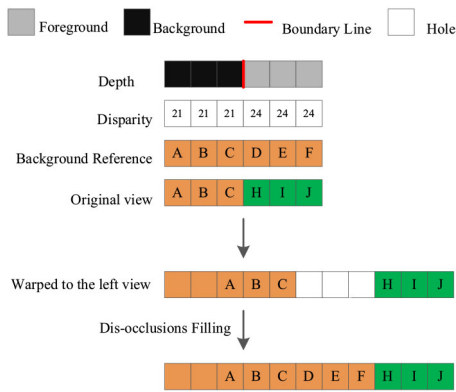 Foreground Background Boundary Line Hole
Depth
Disparity 21 21 21 24 24 24
Background Reference A B C D E F
Original view A B C H I J
Warped to the left view A B C H I J
Dis-occlusions Filling
A B C D E F H I J